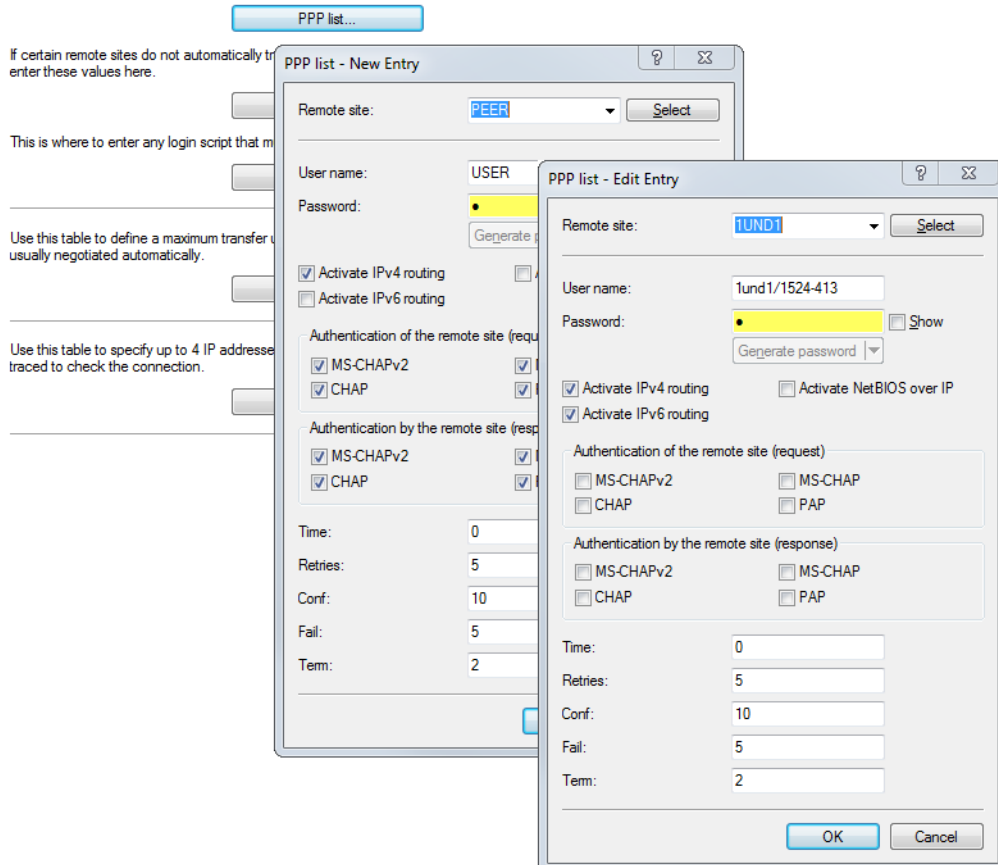 PPP list...
If certain remote sites do not automatically tr
enter these values here.
This is where to enter any login script that m
Use this table to define a maximum transfer u
usually negotiated automatically.
Use this table to specify up to 4 IP addresse
traced to check the connection.
PPP list - New Entry
Remote site: PEER Select
User name: USER
Password: ●
Generate p
Activate IPv4 routing
Activate IPv6 routing
Authentication of the remote site (requ
MS-CHAPv2
CHAP
Authentication by the remote site (resp
MS-CHAPv2
CHAP
Time: 0
Retries: 5
Conf: 10
Fail: 5
Term: 2
PPP list - Edit Entry
Remote site: 1UND1 Select
User name: 1und1/1524-413
Password: ● Show
Generate password
Activate IPv4 routing Activate NetBIOS over IP
Activate IPv6 routing
Authentication of the remote site (request)
MS-CHAPv2 MS-CHAP
CHAP PAP
Authentication by the remote site (response)
MS-CHAPv2 MS-CHAP
CHAP PAP
Time: 0
Retries: 5
Conf: 10
Fail: 5
Term: 2
OK Cancel